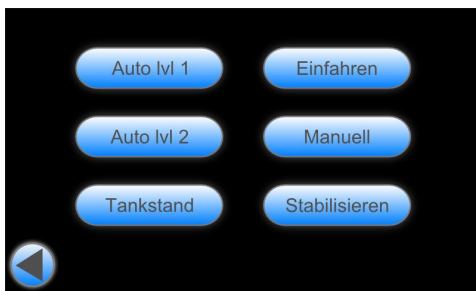 Auto lvl 1
Einfahren
Auto lvl 2
Manuell
Tankstand
Stabilisieren